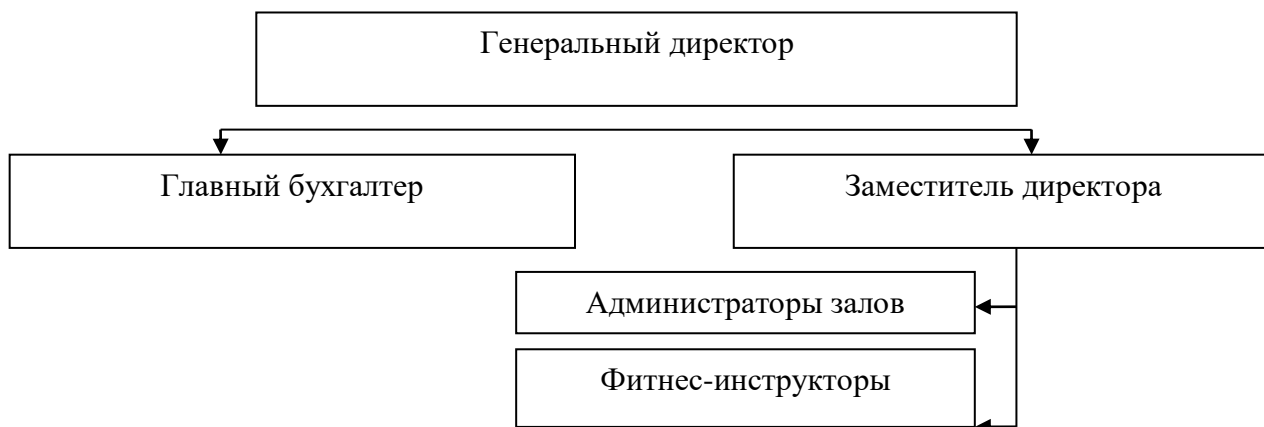 Генеральный директор
Главный бухгалтер
Заместитель директора
Администраторы залов
Фитнес-инструкторы